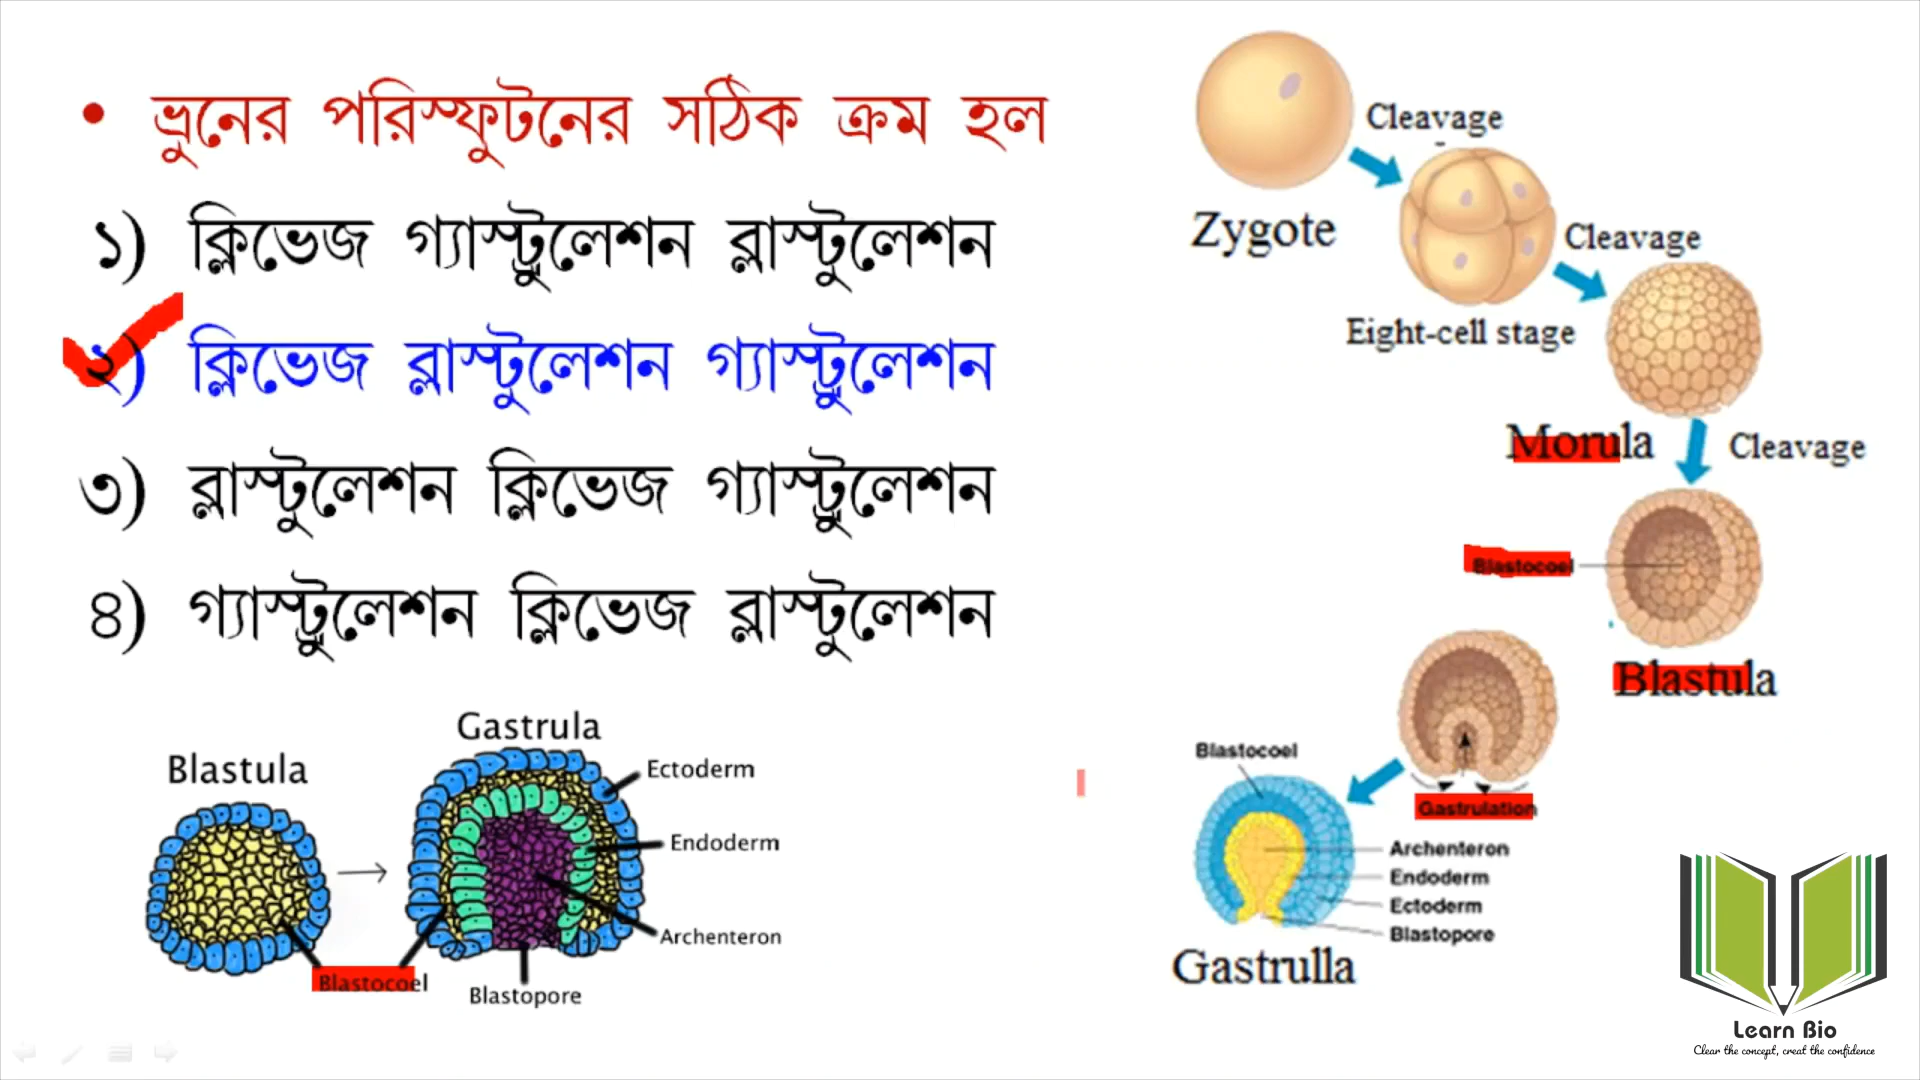 • ভ্রুনের পরিস্ফুটনের সঠিক ক্রম হল
১) ক্লিভেজ গ্যাস্ট্রুলেশন ব্লাস্টুলেশন
২) ক্লিভেজ ব্লাস্টুলেশন গ্যাস্ট্রুলেশন
৩) ব্লাস্টুলেশন ক্লিভেজ গ্যাস্ট্রুলেশন
৪) গ্যাস্ট্রুলেশন ক্লিভেজ ব্লাস্টুলেশন
Blastula
Gastrula
Ectoderm
Endoderm
Archenteron
Blastocoel
Blastopore
Cleavage
Zygote
Cleavage
Eight-cell stage
Morula
Cleavage
Blastocoel
Blastula
Blastocoel
Gastrulation
Archenteron
Endoderm
Ectoderm
Blastopore
Gastrulla
Learn Bio
Clear the concept, creat the confidence